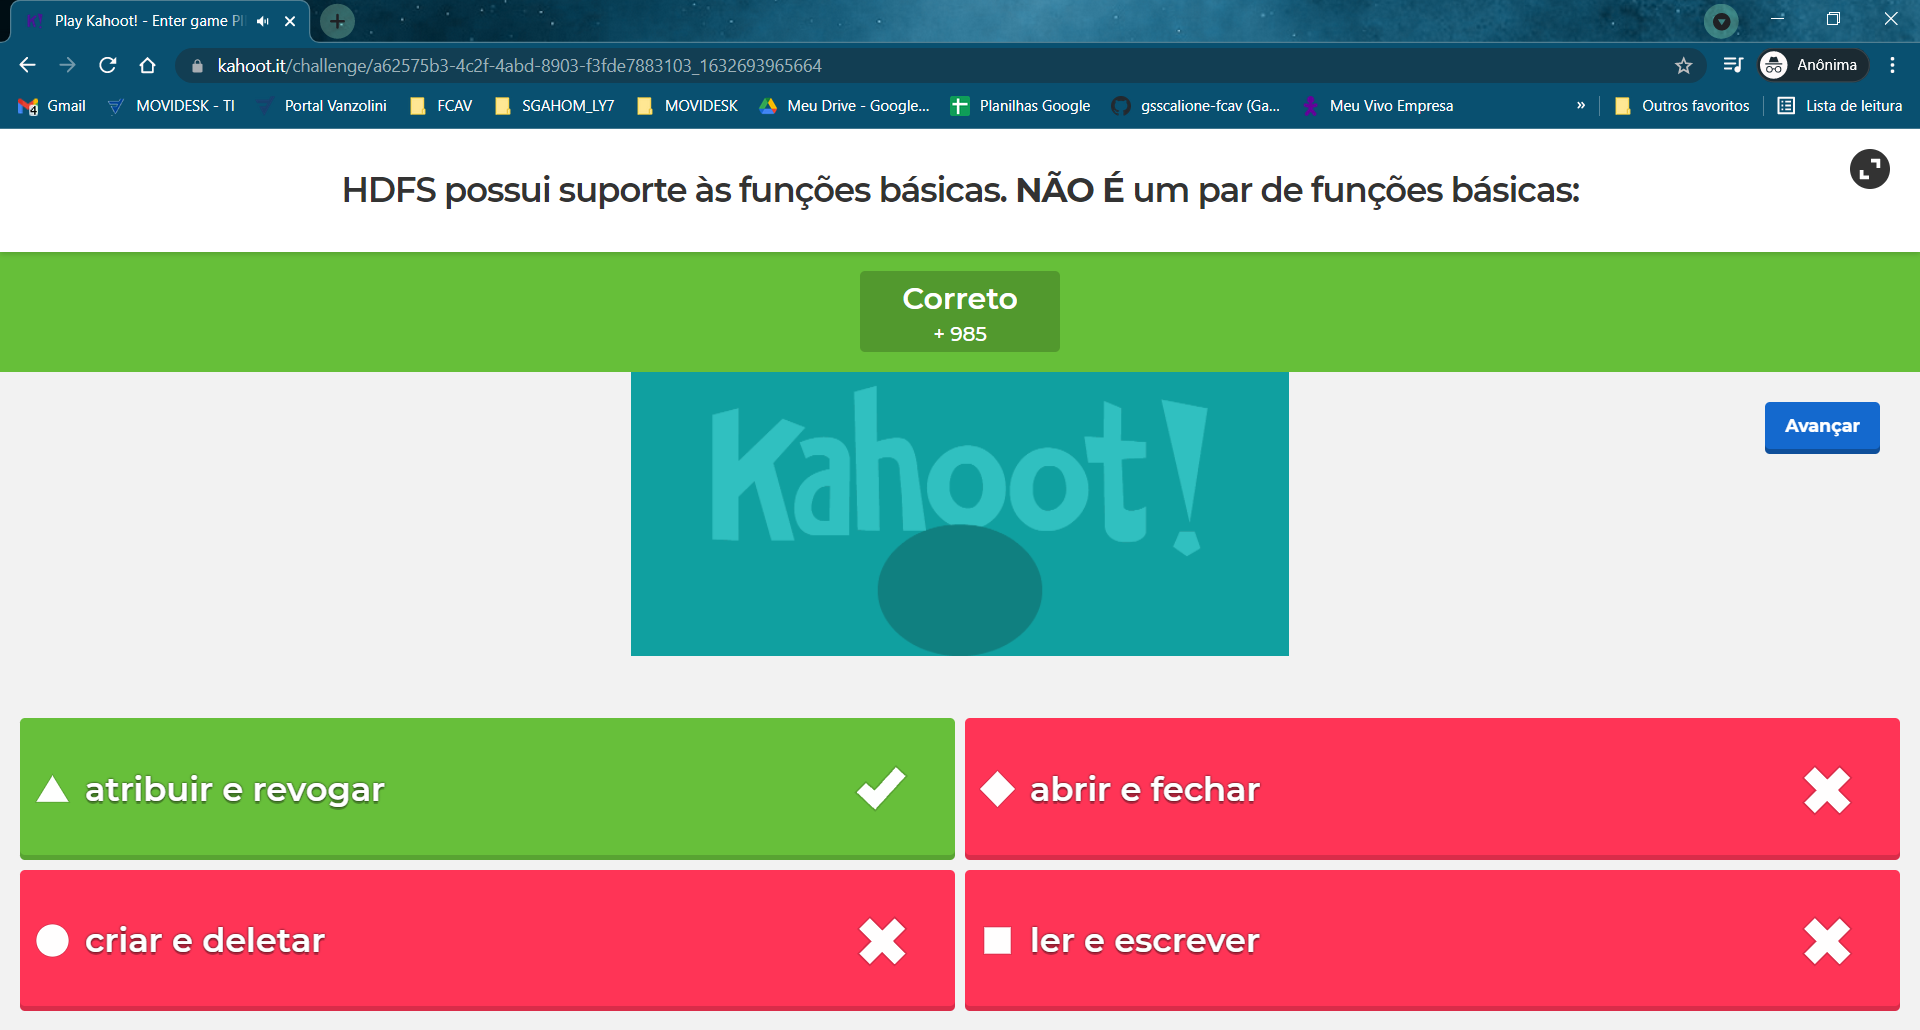 Play Kahoot! - Enter game
kahoot.it/challenge/a62575b3-4c2f-4abd-8903-f3fde7883103_1632693965664
Anônima
Gmail
MOVIDESK - TI
Portal Vanzolini
FCAV
SGAHOM_LY7
MOVIDESK
Meu Drive - Google...
Planilhas Google
gsscalione-fcav (Ga...
Meu Vivo Empresa
»
Outros favoritos
Lista de leitura
HDFS possui suporte às funções básicas. NÃO É um par de funções básicas:
Correto
+ 985
Kahoot!
Avançar
atribuir e revogar
abrir e fechar
criar e deletar
ler e escrever